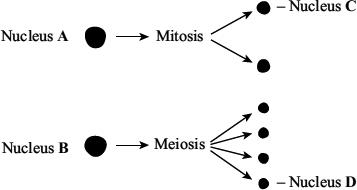 – Nucleus C
Nucleus A
Mitosis
Nucleus B
Meiosis
– Nucleus D